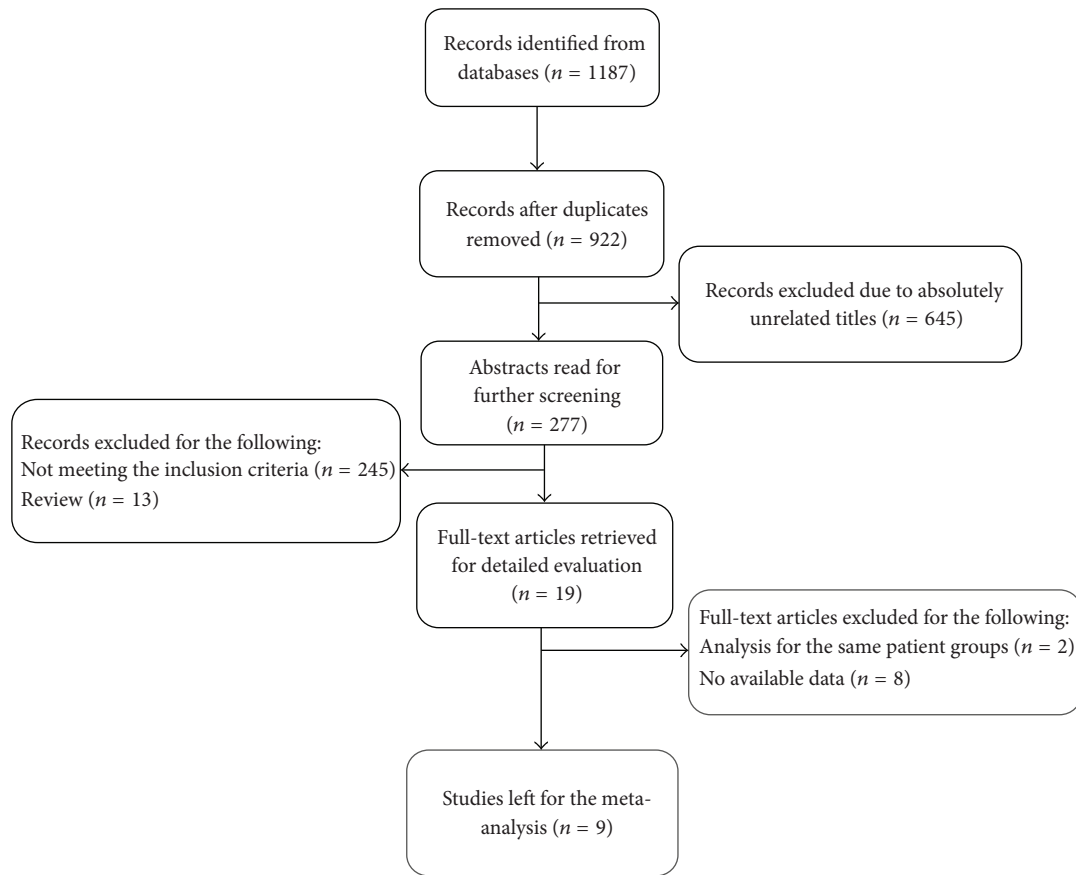 Records identified from
databases (n = 1187)
Records after duplicates
removed (n = 922)
Records excluded due to absolutely
unrelated titles (n = 645)
Abstracts read for
further screening
(n = 277)
Records excluded for the following:
Not meeting the inclusion criteria (n = 245)
Review (n = 13)
Full-text articles retrieved
for detailed evaluation
(n = 19)
Full-text articles excluded for the following:
Analysis for the same patient groups (n = 2)
No available data (n = 8)
Studies left for the meta-
analysis (n = 9)